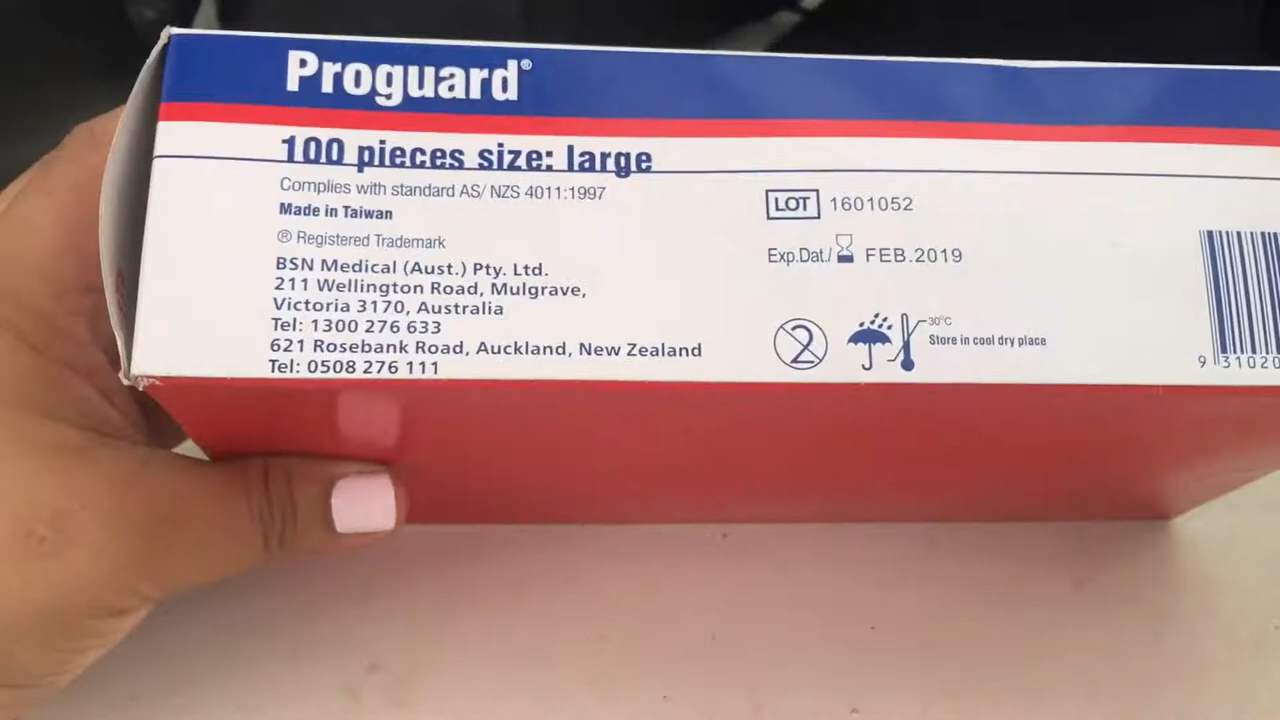 Proguard®
100 pieces size: large
Complies with standard AS/ NZS 4011:1997
Made in Taiwan
® Registered Trademark
BSN Medical (Aust.) Pty. Ltd.
211 Wellington Road, Mulgrave,
Victoria 3170, Australia
Tel: 1300 276 633
621 Rosebank Road, Auckland, New Zealand
Tel: 0508 276 111
LOT 1601052
Exp.Dat./ FEB.2019
2
30°C
Store in cool dry place
9 31020